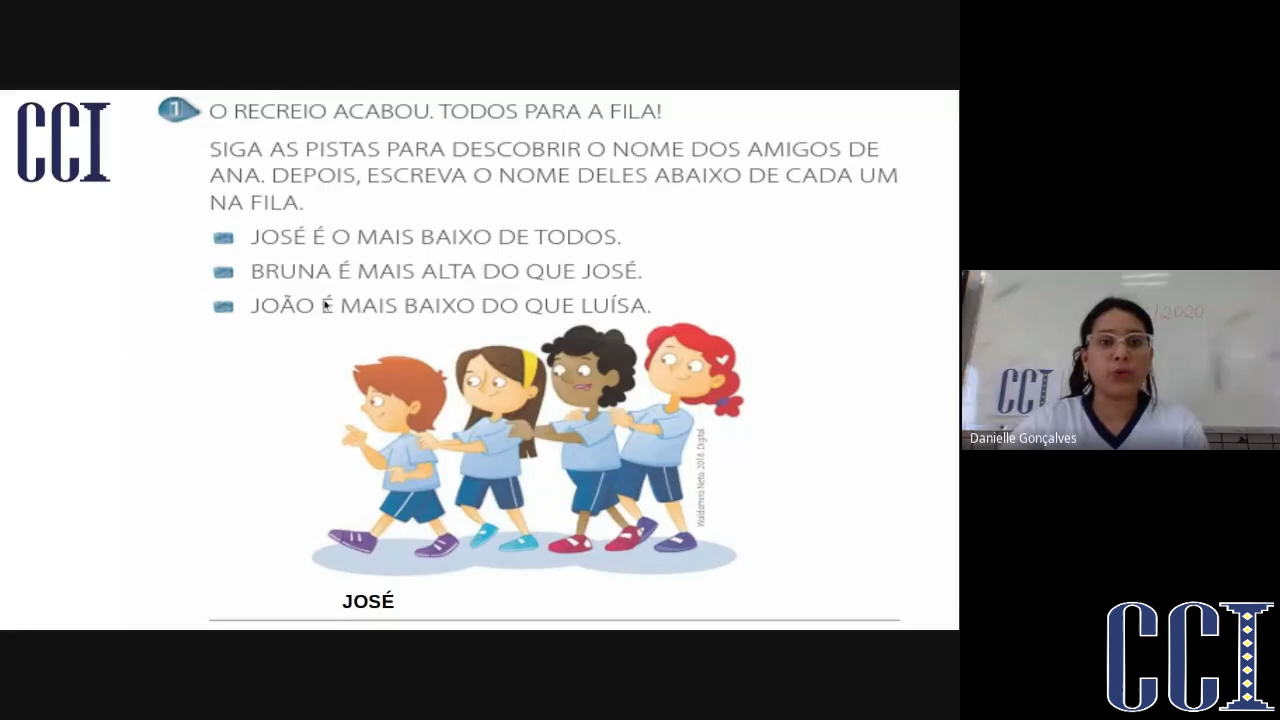 CCI
1 O RECREIO ACABOU. TODOS PARA A FILA!
SIGA AS PISTAS PARA DESCOBRIR O NOME DOS AMIGOS DE
ANA. DEPOIS, ESCREVA O NOME DELES ABAIXO DE CADA UM
NA FILA.
JOSÉ É O MAIS BAIXO DE TODOS.
BRUNA É MAIS ALTA DO QUE JOSÉ.
JOÃO É MAIS BAIXO DO QUE LUÍSA.
JOSÉ
/2020
CCI
Danielle Gonçalves
CCI